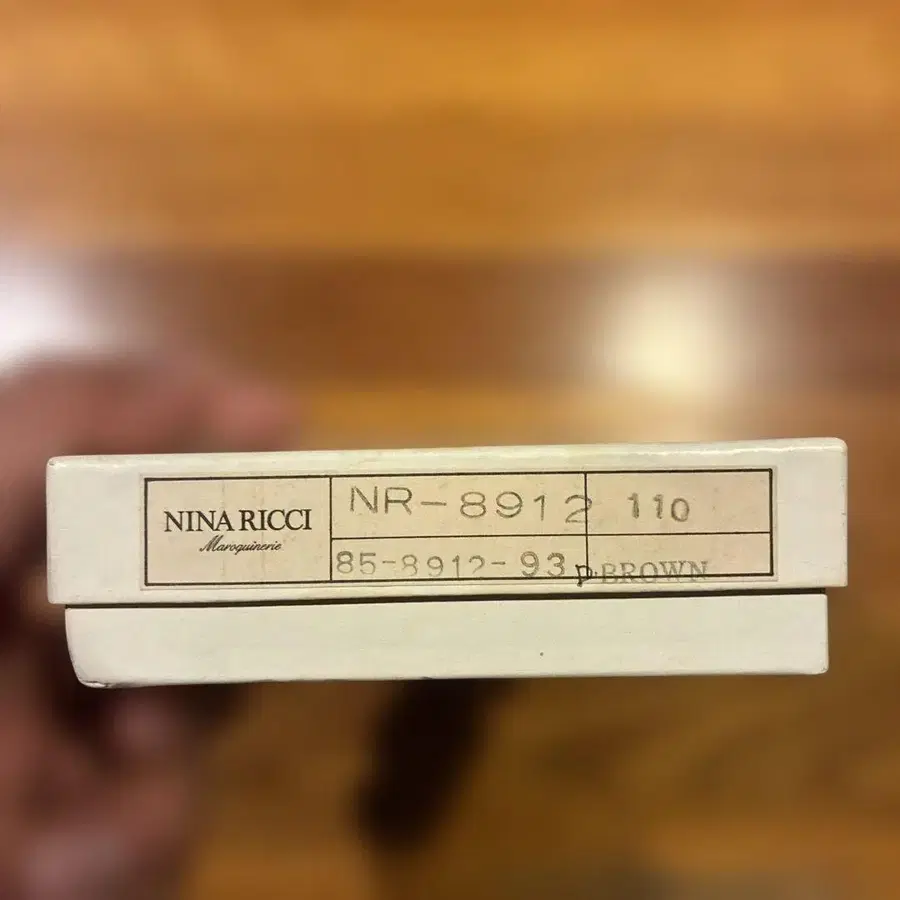 NINA RICCI
Maroquinerie
NR-8912 110
85-8912-93 D.BROWN